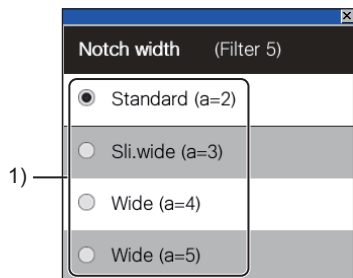 Notch width (Filter 5)
Standard (a=2)
Sli.wide (a=3)
1)
Wide (a=4)
Wide (a=5)